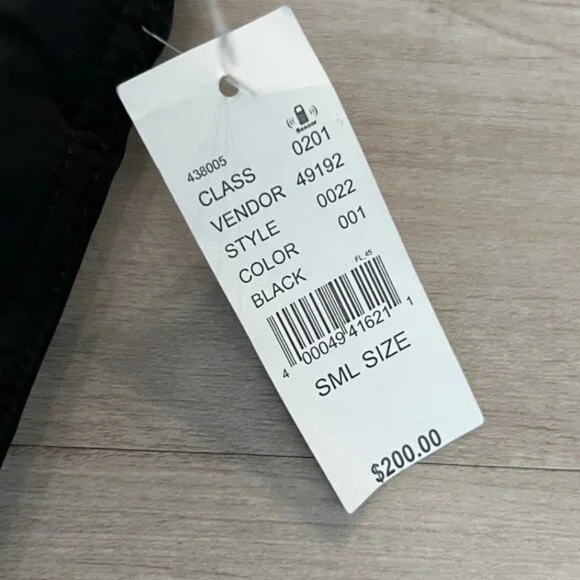 Sensor
438005
CLASS 0201
VENDOR 49192
STYLE 0022
COLOR 001
BLACK
FL.45
4 00049 41621 1
SML SIZE
$200.00